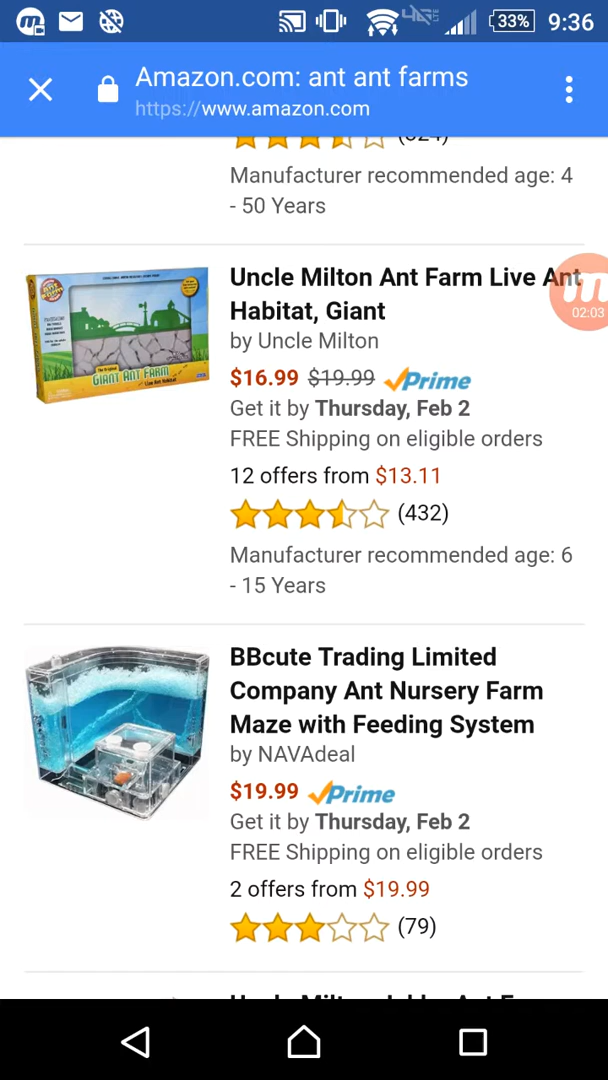 33% 9:36
Amazon.com: ant ant farms
https://www.amazon.com
Manufacturer recommended age: 4
- 50 Years
Uncle Milton Ant Farm Live Ant
Habitat, Giant
by Uncle Milton
$16.99 $19.99 Prime
Get it by Thursday, Feb 2
FREE Shipping on eligible orders
12 offers from $13.11
(432)
Manufacturer recommended age: 6
- 15 Years
GIANT ANT FARM
02:03
BBcute Trading Limited
Company Ant Nursery Farm
Maze with Feeding System
by NAVAdeal
$19.99 Prime
Get it by Thursday, Feb 2
FREE Shipping on eligible orders
2 offers from $19.99
(79)